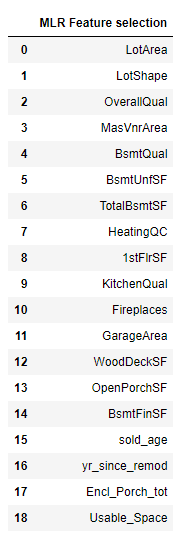 MLR Feature selection
0 LotArea
1 LotShape
2 OverallQual
3 MasVnrArea
4 BsmtQual
5 BsmtUnfSF
6 TotalBsmtSF
7 HeatingQC
8 1stFlrSF
9 KitchenQual
10 Fireplaces
11 GarageArea
12 WoodDeckSF
13 OpenPorchSF
14 BsmtFinSF
15 sold_age
16 yr_since_remod
17 Encl_Porch_tot
18 Usable_Space